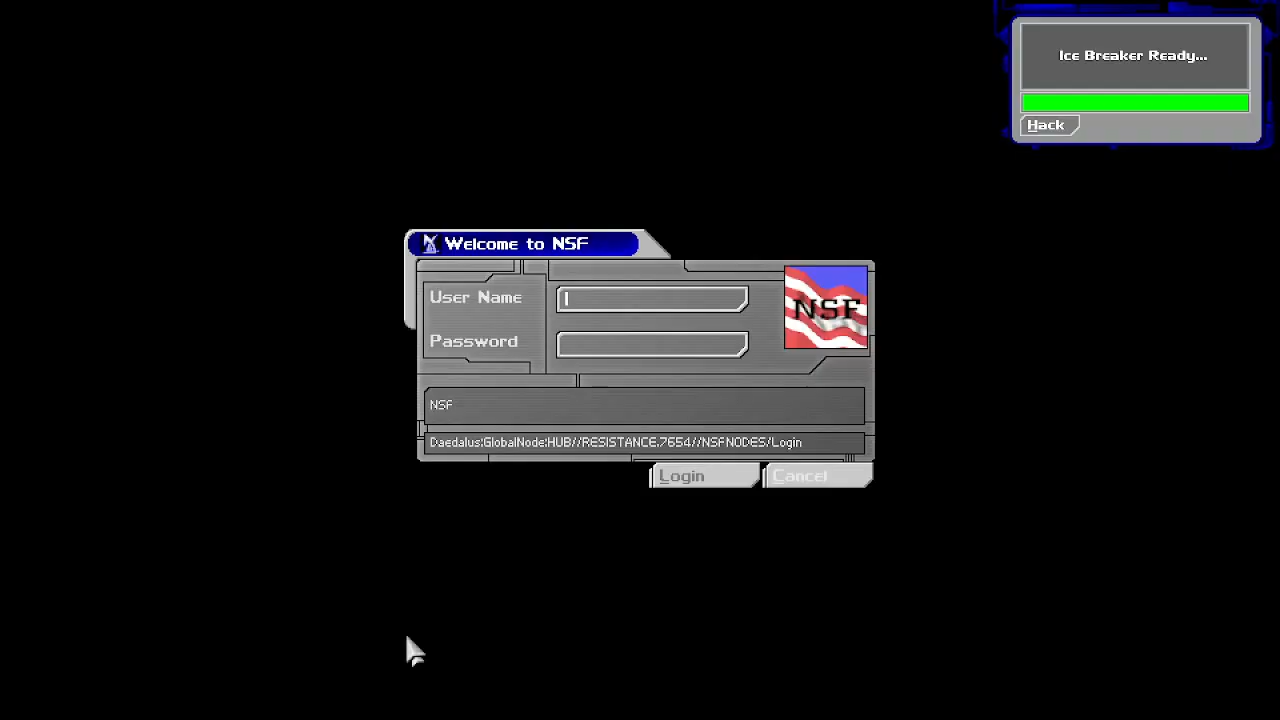 Ice Breaker Ready...
Hack
Welcome to NSF
User Name
NSF
Password
NSF
Daedalus:GlobalNode:HUB//RESISTANCE.7654//NSFNODES/Login
Login
Cancel